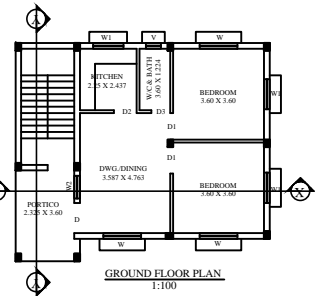 W1
V
W
KITCHEN
2.25 X 2.437
W/C & BATH
3.60 X 1.224
BEDROOM
3.60 X 3.60
W1
D2
D3
D1
D1
DWG./DINING
3.587 X 4.763
BEDROOM
3.60 X 3.60
W1
W2
PORTICO
2.325 X 3.60
X
D
W
W
GROUND FLOOR PLAN
1:100